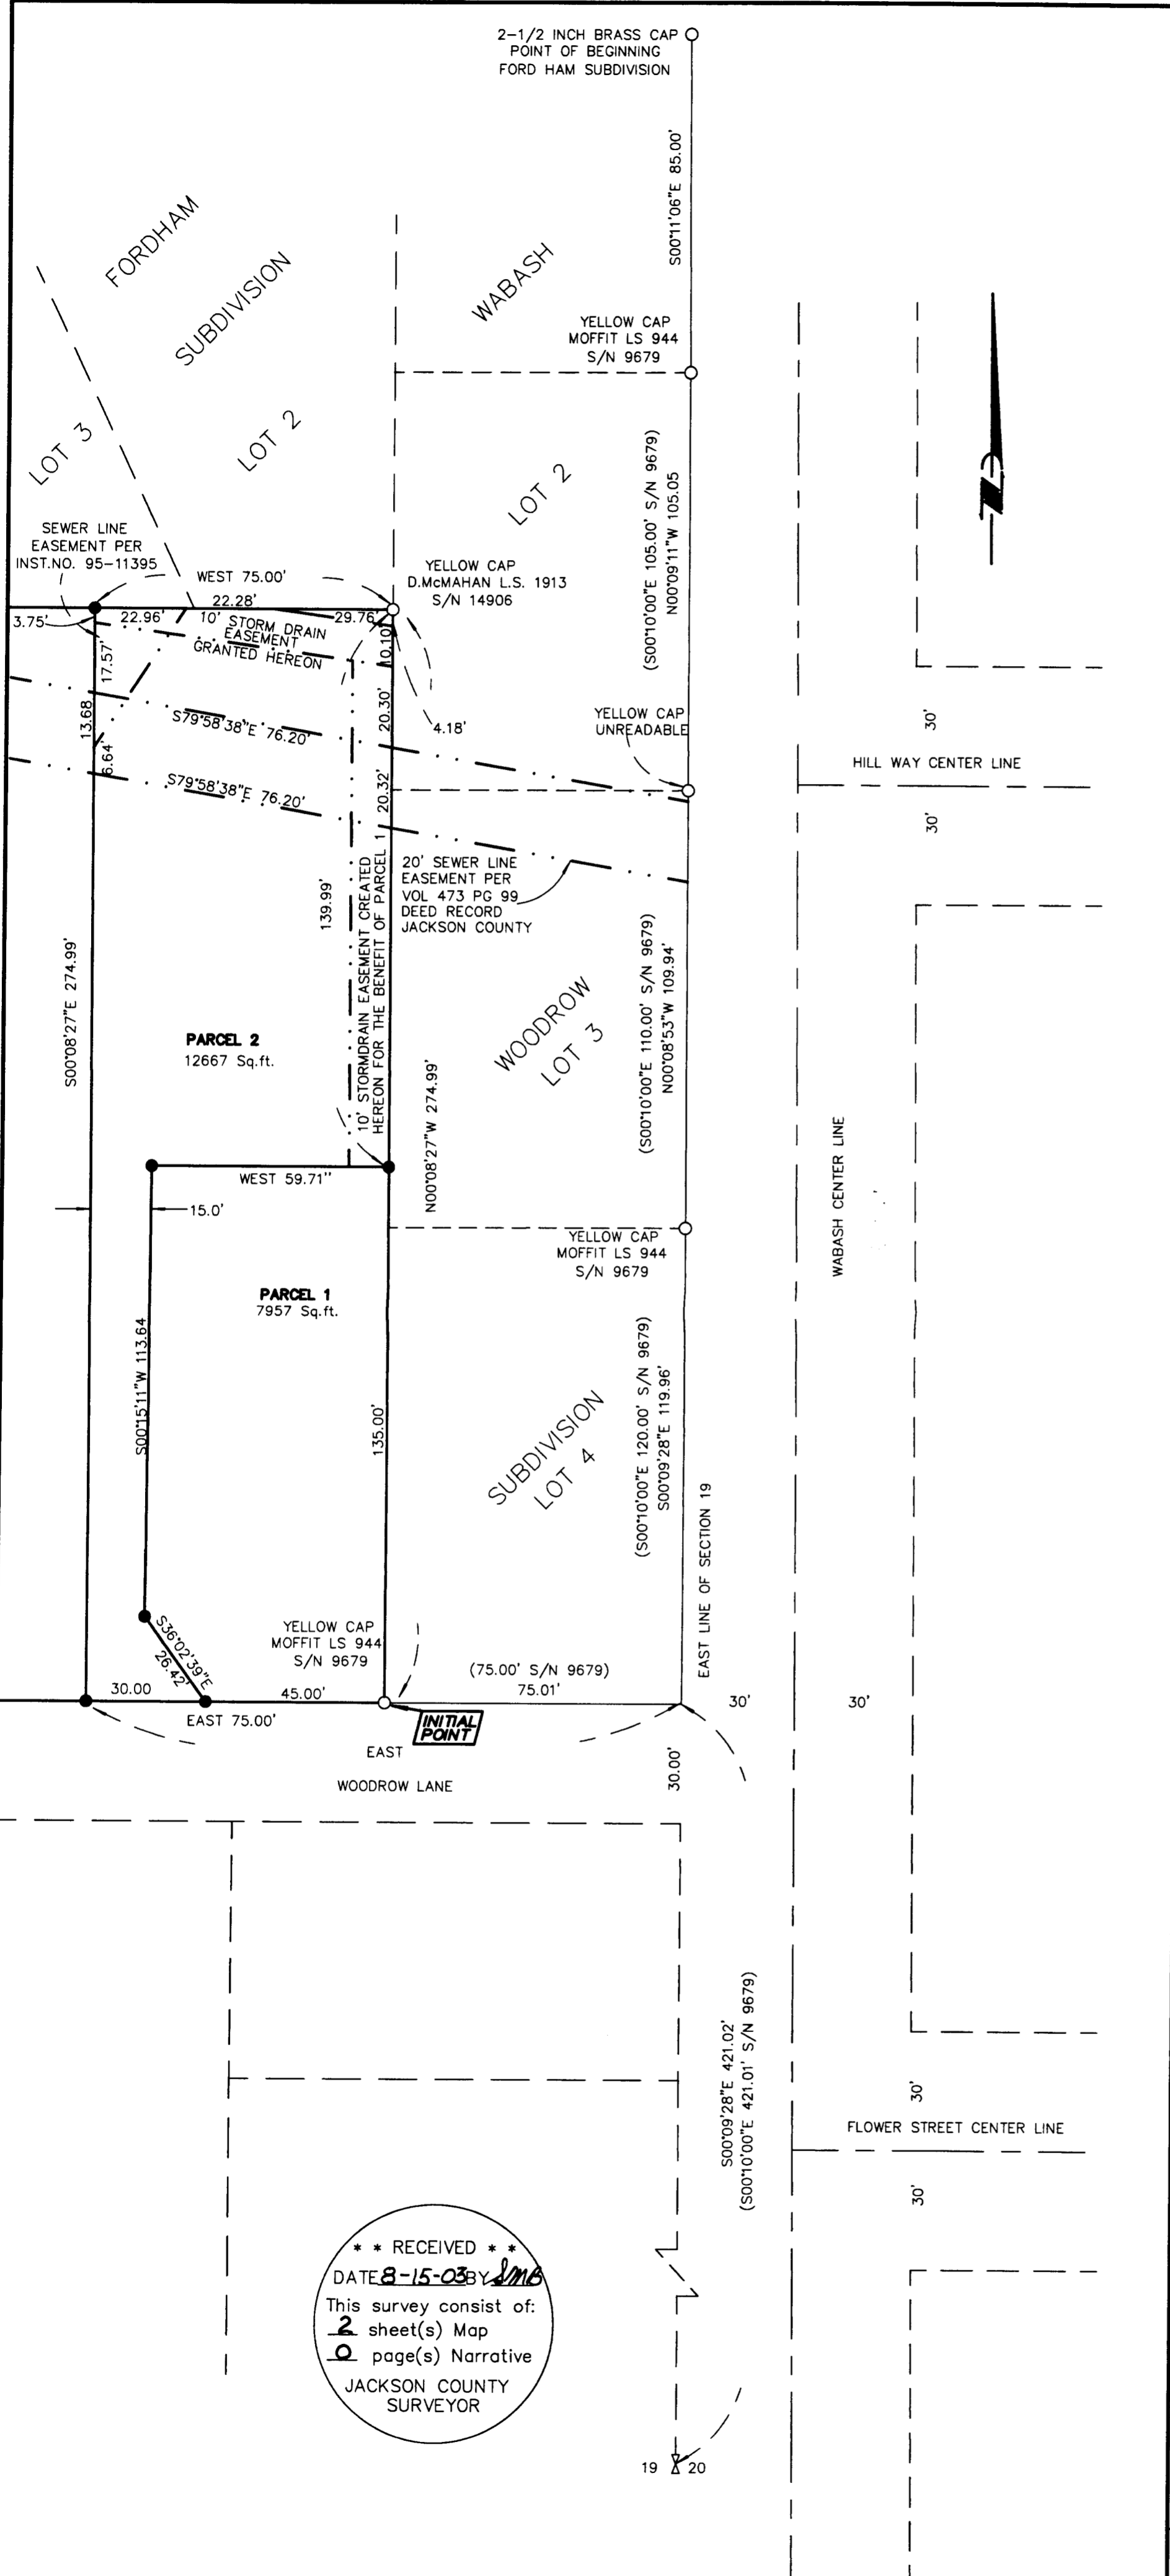 2-1/2 INCH BRASS CAP
POINT OF BEGINNING
FORD HAM SUBDIVISION
S00°11'06"E 85.00'
FORDHAM
SUBDIVISION
WABASH
YELLOW CAP
MOFFIT LS 944
S/N 9679
LOT 3
LOT 2
LOT 2
(S00°10'00"E 105.00' S/N 9679)
N00°09'11"W 105.05
SEWER LINE
EASEMENT PER
INST.NO. 95-11395
WEST 75.00'
YELLOW CAP
D.McMAHAN L.S. 1913
S/N 14906
3.75'
22.96'
22.28'
29.76'
10' STORM DRAIN
EASEMENT
GRANTED HEREON
10.10'
17.57'
13.68
6.64'
20.30'
4.18'
S79°58'38"E 76.20'
S79°58'38"E 76.20'
20.32'
YELLOW CAP
UNREADABLE
30'
HILL WAY CENTER LINE
30'
139.99'
10' STORMDRAIN EASEMENT CREATED
HEREON FOR THE BENEFIT OF PARCEL 1
20' SEWER LINE
EASEMENT PER
VOL 473 PG 99
DEED RECORD
JACKSON COUNTY
S00°08'27"E 274.99'
PARCEL 2
12667 Sq.ft.
WOODROW
LOT 3
(S00°10'00"E 110.00' S/N 9679)
N00°08'53"W 109.94'
N00°08'27"W 274.99'
WABASH CENTER LINE
WEST 59.71"
15.0'
YELLOW CAP
MOFFIT LS 944
S/N 9679
PARCEL 1
7957 Sq.ft.
S00°15'11"W 113.64
135.00'
SUBDIVISION
LOT 4
(S00°10'00"E 120.00' S/N 9679)
S00°09'28"E 119.96'
EAST LINE OF SECTION 19
S36°02'39"E
26.42'
YELLOW CAP
MOFFIT LS 944
S/N 9679
(75.00' S/N 9679)
75.01'
30.00
45.00'
EAST 75.00'
INITIAL
POINT
30'
30'
EAST
WOODROW LANE
30.00'
S00°09'28"E 421.02'
(S00°10'00"E 421.01' S/N 9679)
30'
FLOWER STREET CENTER LINE
30'
* * RECEIVED * *
DATE 8-15-03 BY SMB
This survey consist of:
2 sheet(s) Map
0 page(s) Narrative
JACKSON COUNTY
SURVEYOR
19 20